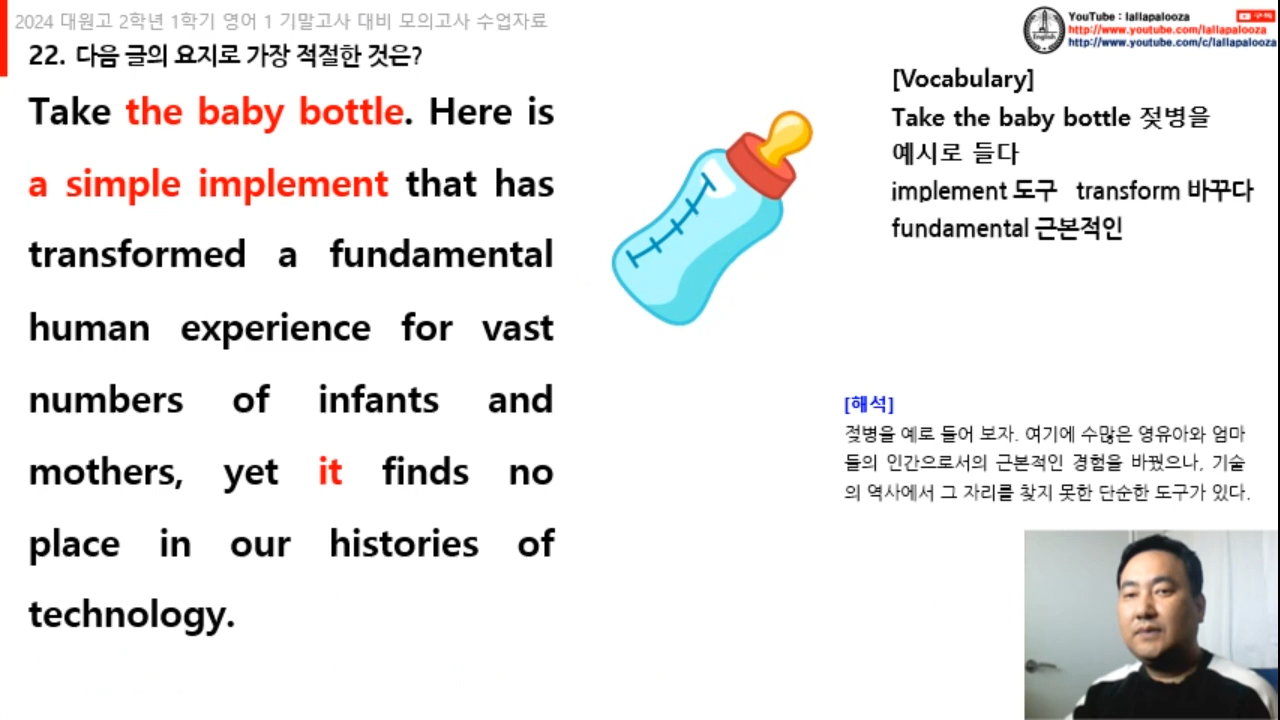 2024 대원고 2학년 1학기 영어 1 기말고사 대비 모의고사 수업자료
22. 다음 글의 요지로 가장 적절한 것은?
Take the baby bottle. Here is
a simple implement that has
transformed a fundamental
human experience for vast
numbers of infants and
mothers, yet it finds no
place in our histories of
technology.
English
YouTube : lallapalooza
구독
http://www.youtube.com/lallapalooza
http://www.youtube.com/c/lallapalooza
[Vocabulary]
Take the baby bottle 젖병을
예시로 들다
implement 도구 transform 바꾸다
fundamental 근본적인
[해석]
젖병을 예로 들어 보자. 여기에 수많은 영유아와 엄마
들의 인간으로서의 근본적인 경험을 바꿨으나, 기술
의 역사에서 그 자리를 찾지 못한 단순한 도구가 있다.